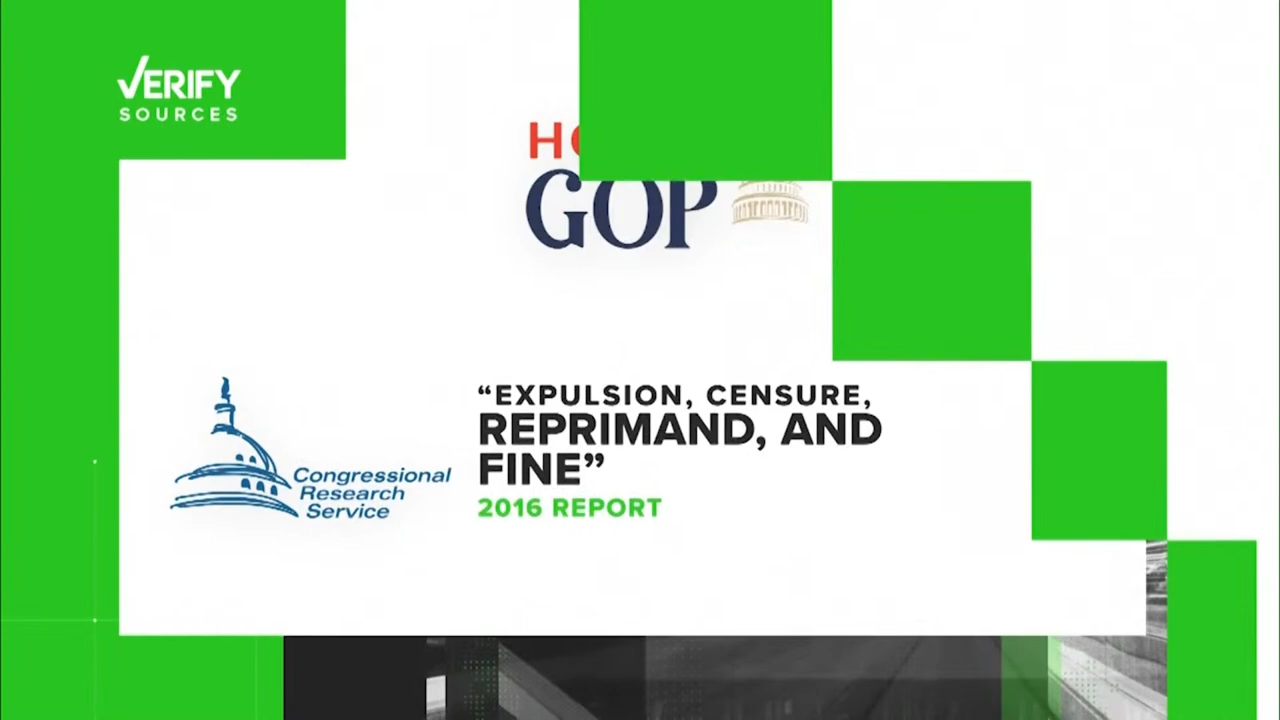 VERIFY
SOURCES
GOP
Congressional
Research
Service
“EXPULSION, CENSURE,
REPRIMAND, AND
FINE”
2016 REPORT